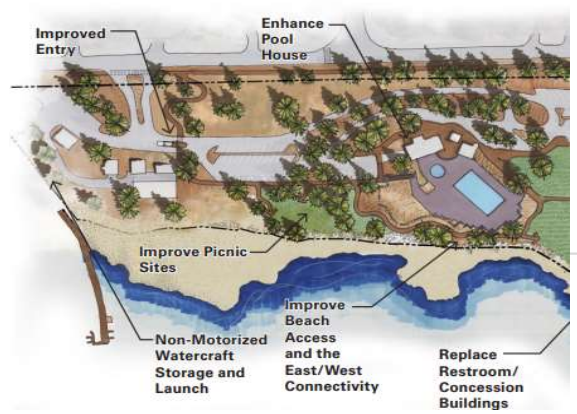 Improved
Entry
Enhance
Pool
House
Improve Picnic
Sites
Non-Motorized
Watercraft
Storage and
Launch
Improve
Beach
Access
and the
East/West
Connectivity
Replace
Restroom/
Concession
Buildings